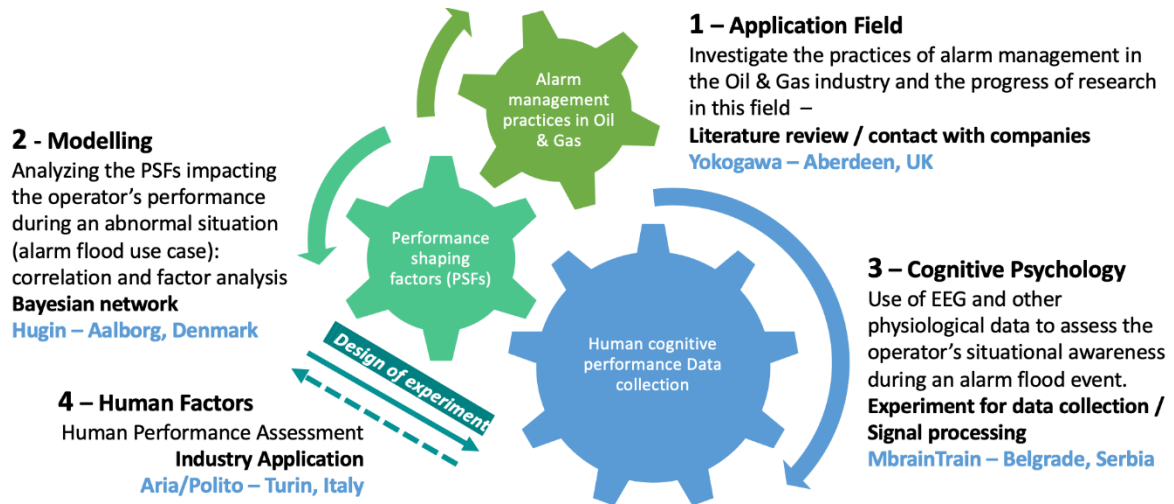 1 – Application Field
Investigate the practices of alarm management in
the Oil & Gas industry and the progress of research
in this field –
Literature review / contact with companies
Yokogawa – Aberdeen, UK
Alarm
management
practices in Oil
& Gas
2 - Modelling
Analyzing the PSFs impacting
the operator's performance
during an abnormal situation
(alarm flood use case):
correlation and factor analysis
Bayesian network
Hugin – Aalborg, Denmark
Performance
shaping
factors (PSFs)
3 – Cognitive Psychology
Use of EEG and other
physiological data to assess the
operator's situational awareness
during an alarm flood event.
Experiment for data collection /
Signal processing
MbrainTrain – Belgrade, Serbia
Human cognitive
performance Data
collection
Design of experiment
4 – Human Factors
Human Performance Assessment
Industry Application
Aria/Polito – Turin, Italy